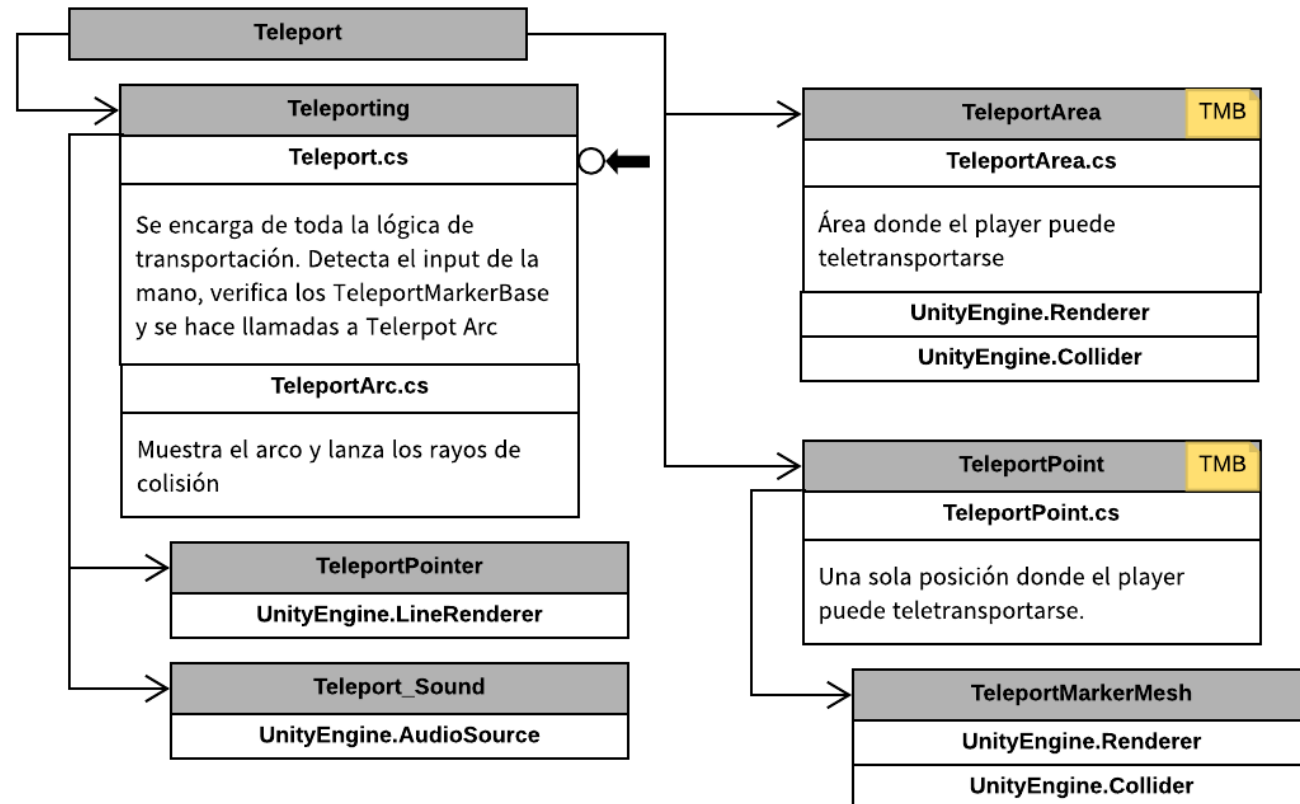 Teleport
Teleporting
Teleport.cs
Se encarga de toda la lógica de
transportación. Detecta el input de la
mano, verifica los TeleportMarkerBase
y se hace llamadas a Telerpot Arc
TeleportArc.cs
Muestra el arco y lanza los rayos de
colisión
TeleportPointer
UnityEngine.LineRenderer
Teleport_Sound
UnityEngine.AudioSource
TeleportArea
TMB
TeleportArea.cs
Área donde el player puede
teletransportarse
UnityEngine.Renderer
UnityEngine.Collider
TeleportPoint
TMB
TeleportPoint.cs
Una sola posición donde el player
puede teletransportarse.
TeleportMarkerMesh
UnityEngine.Renderer
UnityEngine.Collider